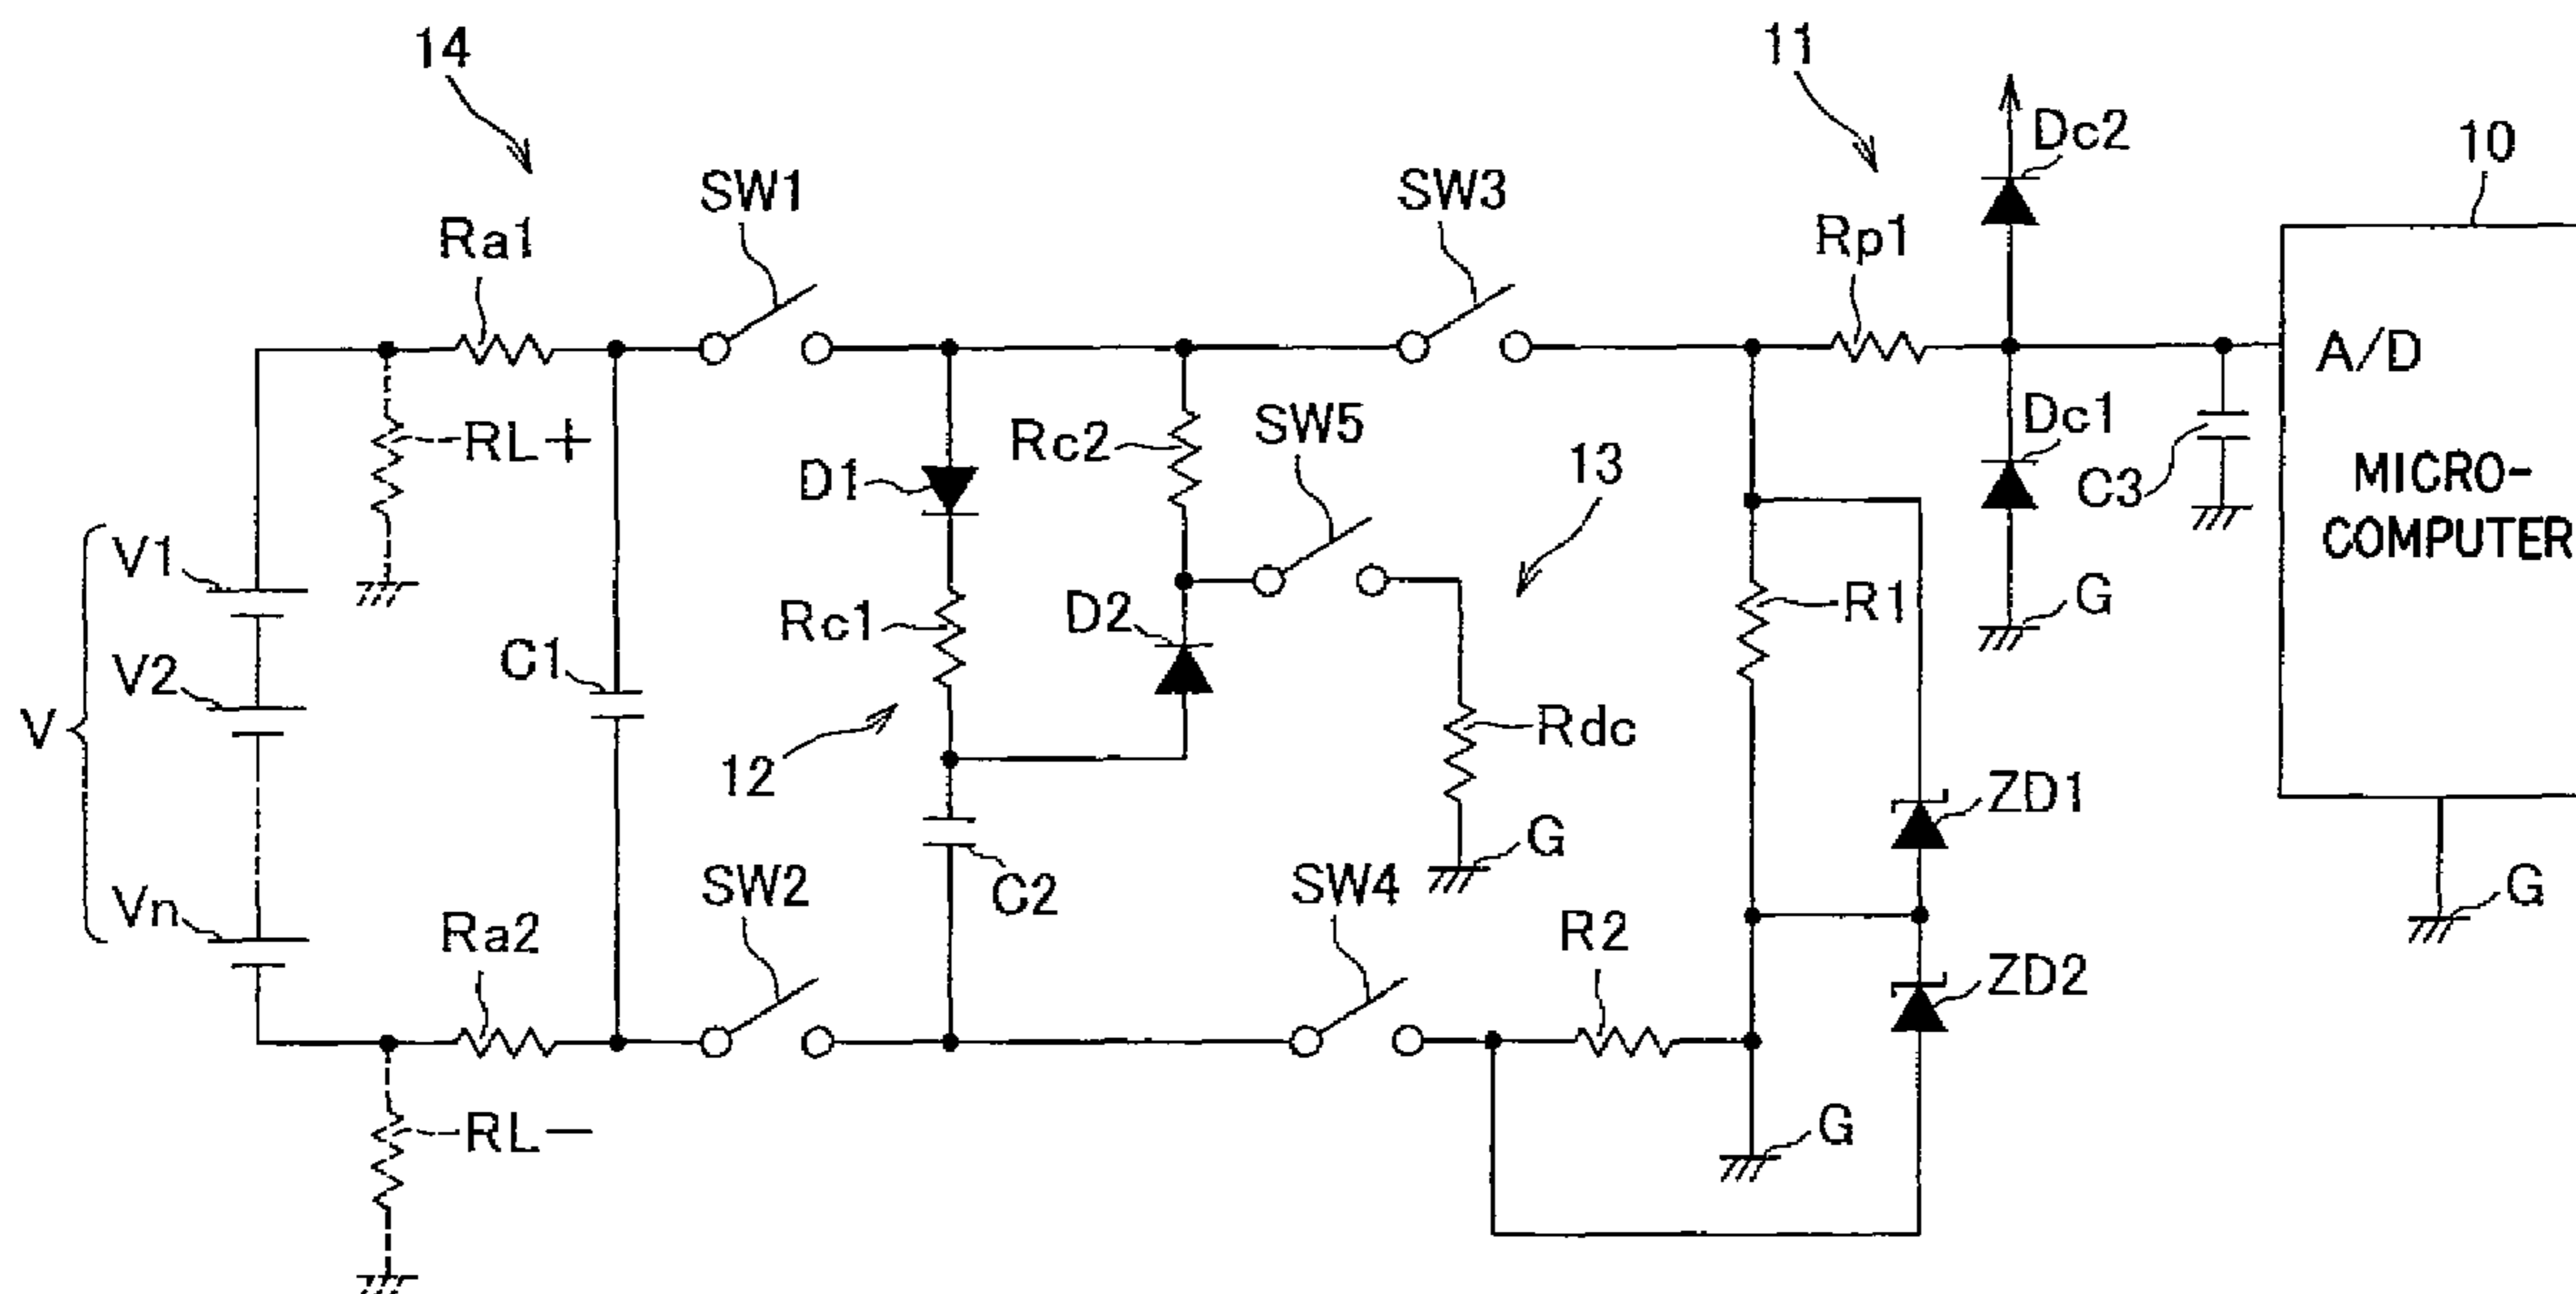 14
11
10
Dc2
SW1
SW3
Ra1
Rp1
A/D
RL+
Rc2
SW5
13
Dc1
C3
MICRO-
COMPUTER
D1
V1
V2
V
Vn
C1
Rc1
D2
12
R1
G
Rdc
ZD1
G
C2
SW2
SW4
G
Ra2
R2
ZD2
RL−
G